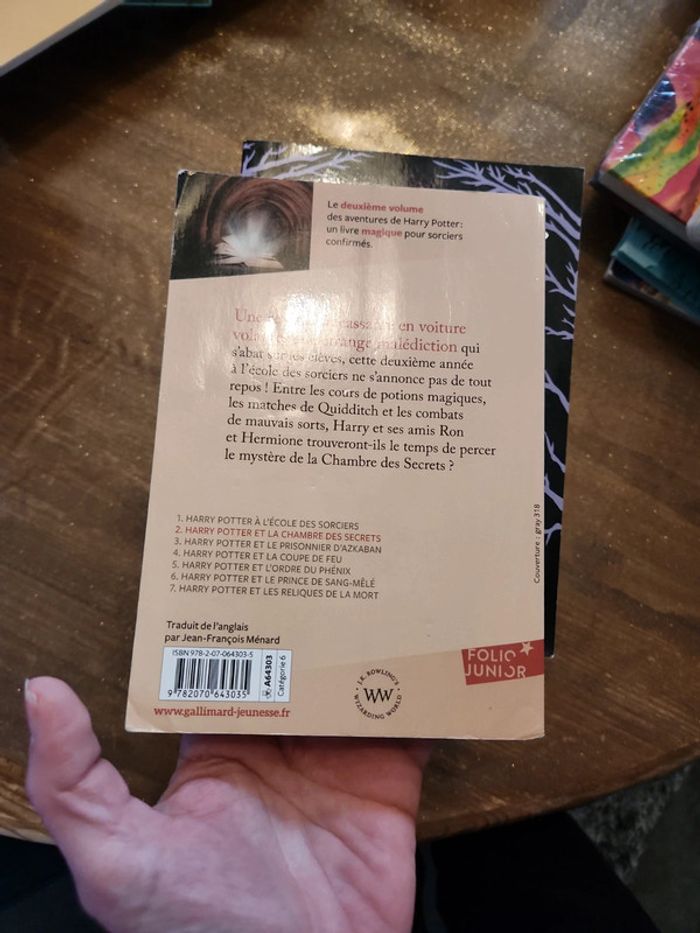 Le deuxième volume
des aventures de Harry Potter:
un livre magique pour sorciers
confirmés.
Une en voiture
malédiction qui
s'abat sur les élèves, cette deuxième année
à l'école des sorciers ne s'annonce pas de tout
repos ! Entre les cours de potions magiques,
les matches de Quidditch et les combats
de mauvais sorts, Harry et ses amis Ron
et Hermione trouveront-ils le temps de percer
le mystère de la Chambre des Secrets ?
1. HARRY POTTER À L'ÉCOLE DES SORCIERS
2. HARRY POTTER ET LA CHAMBRE DES SECRETS
3. HARRY POTTER ET LE PRISONNIER D'AZKABAN
4. HARRY POTTER ET LA COUPE DE FEU
5. HARRY POTTER ET L'ORDRE DU PHÉNIX
6. HARRY POTTER ET LE PRINCE DE SANG-MÊLÉ
7. HARRY POTTER ET LES RELIQUES DE LA MORT
Couverture : gray 318
Traduit de l'anglais
par Jean-François Ménard
ISBN 978-2-07-064303-5
9 782070 643035
A64303
Catégorie 6
www.gallimard-jeunesse.fr
J.K. ROWLING'S
WW
WIZARDING WORLD
FOLIO
JUNIOR